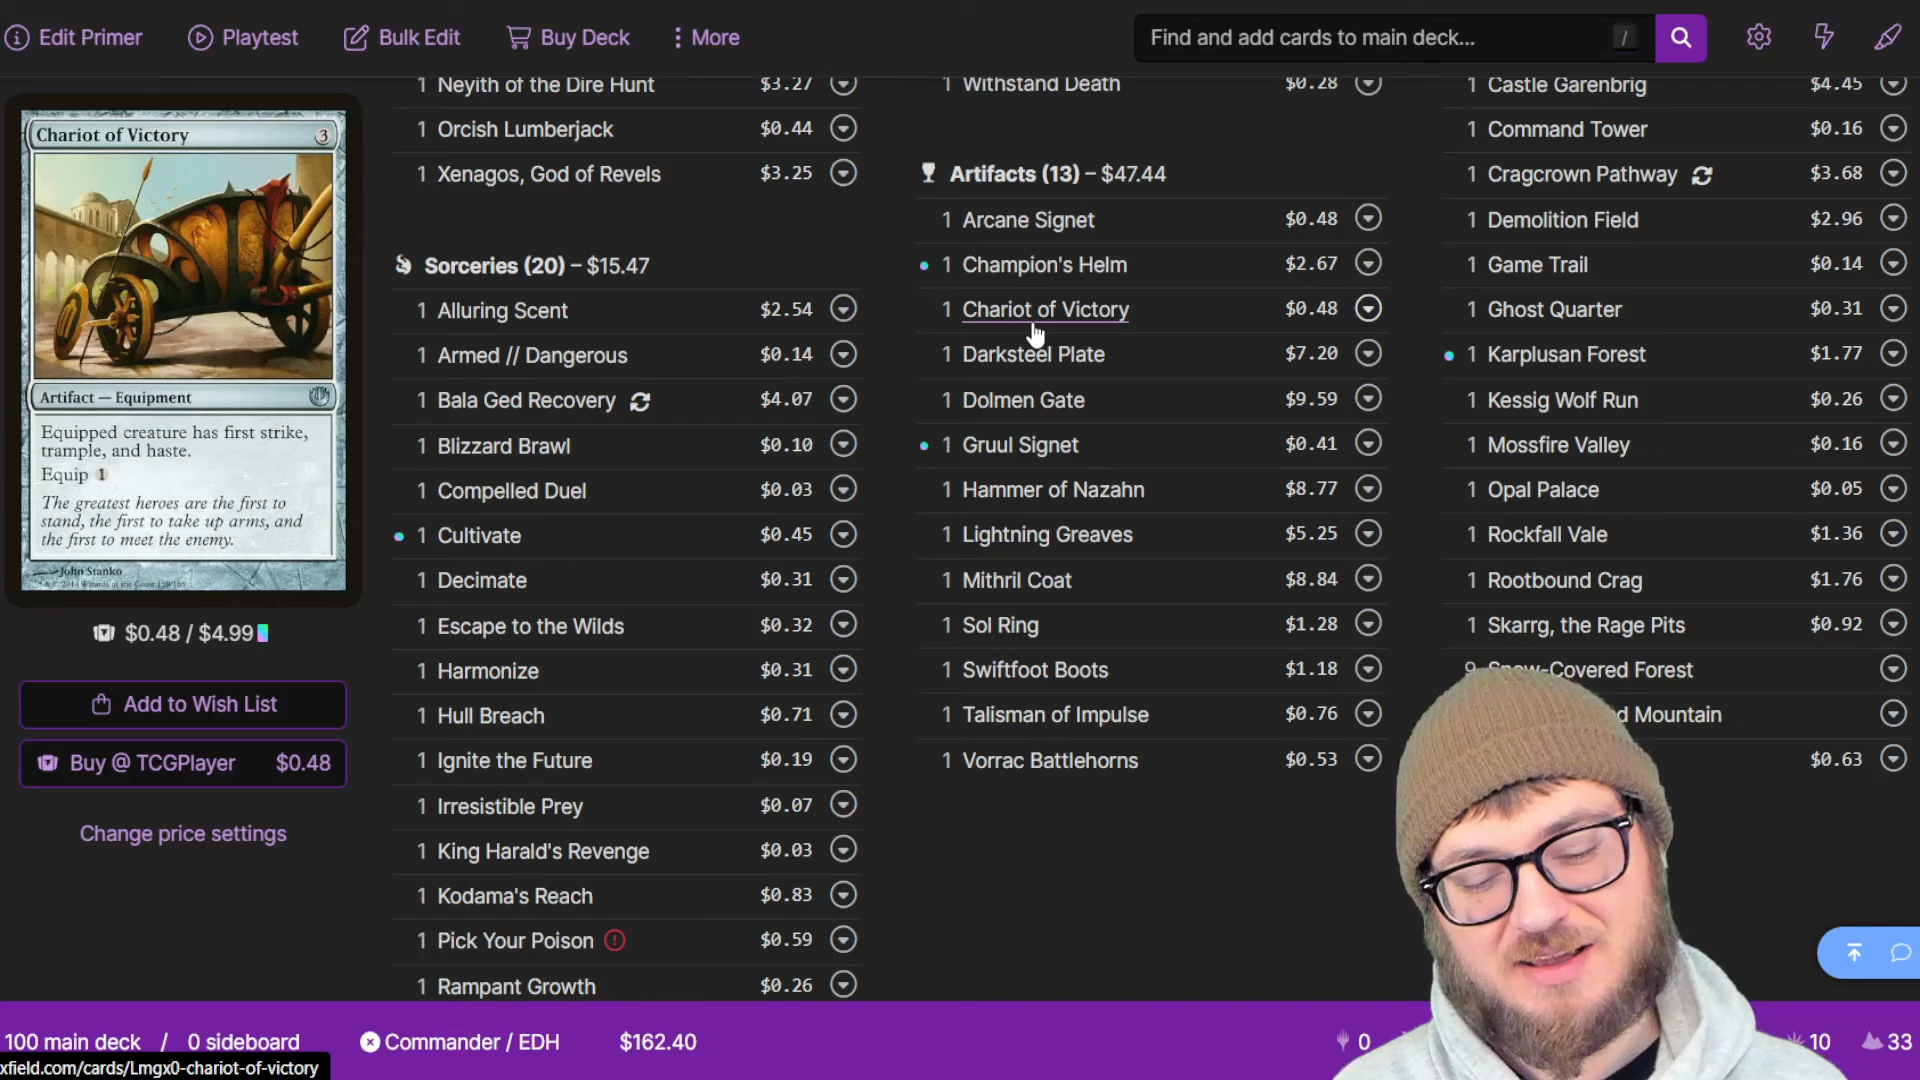 Edit Primer
Playtest
Bulk Edit
Buy Deck
More
Find and add cards to main deck...
/
Chariot of Victory 3
Artifact — Equipment
Equipped creature has first strike,
trample, and haste.
Equip 1
The greatest heroes are the first to
stand, the first to take up arms, and
the first to meet the enemy.
John Stanko
$0.48 / $4.99
Add to Wish List
Buy @ TCGPlayer $0.48
Change price settings
1 Neyith of the Dire Hunt $3.27
1 Orcish Lumberjack $0.44
1 Xenagos, God of Revels $3.25
Sorceries (20) – $15.47
1 Alluring Scent $2.54
1 Armed // Dangerous $0.14
1 Bala Ged Recovery $4.07
1 Blizzard Brawl $0.10
1 Compelled Duel $0.03
1 Cultivate $0.45
1 Decimate $0.31
1 Escape to the Wilds $0.32
1 Harmonize $0.31
1 Hull Breach $0.71
1 Ignite the Future $0.19
1 Irresistible Prey $0.07
1 King Harald's Revenge $0.03
1 Kodama's Reach $0.83
1 Pick Your Poison $0.59
1 Rampant Growth $0.26
1 Withstand Death $0.28
Artifacts (13) – $47.44
1 Arcane Signet $0.48
1 Champion's Helm $2.67
1 Chariot of Victory $0.48
1 Darksteel Plate $7.20
1 Dolmen Gate $9.59
1 Gruul Signet $0.41
1 Hammer of Nazahn $8.77
1 Lightning Greaves $5.25
1 Mithril Coat $8.84
1 Sol Ring $1.28
1 Swiftfoot Boots $1.18
1 Talisman of Impulse $0.76
1 Vorrac Battlehorns $0.53
1 Castle Garenbrig $4.45
1 Command Tower $0.16
1 Cragcrown Pathway $3.68
1 Demolition Field $2.96
1 Game Trail $0.14
1 Ghost Quarter $0.31
1 Karplusan Forest $1.77
1 Kessig Wolf Run $0.26
1 Mossfire Valley $0.16
1 Opal Palace $0.05
1 Rockfall Vale $1.36
1 Rootbound Crag $1.76
1 Skarrg, the Rage Pits $0.92
9 Snow-Covered Forest
d Mountain
$0.63
100 main deck / 0 sideboard
Commander / EDH
$162.40
0
10
33
xfield.com/cards/Lmgx0-chariot-of-victory